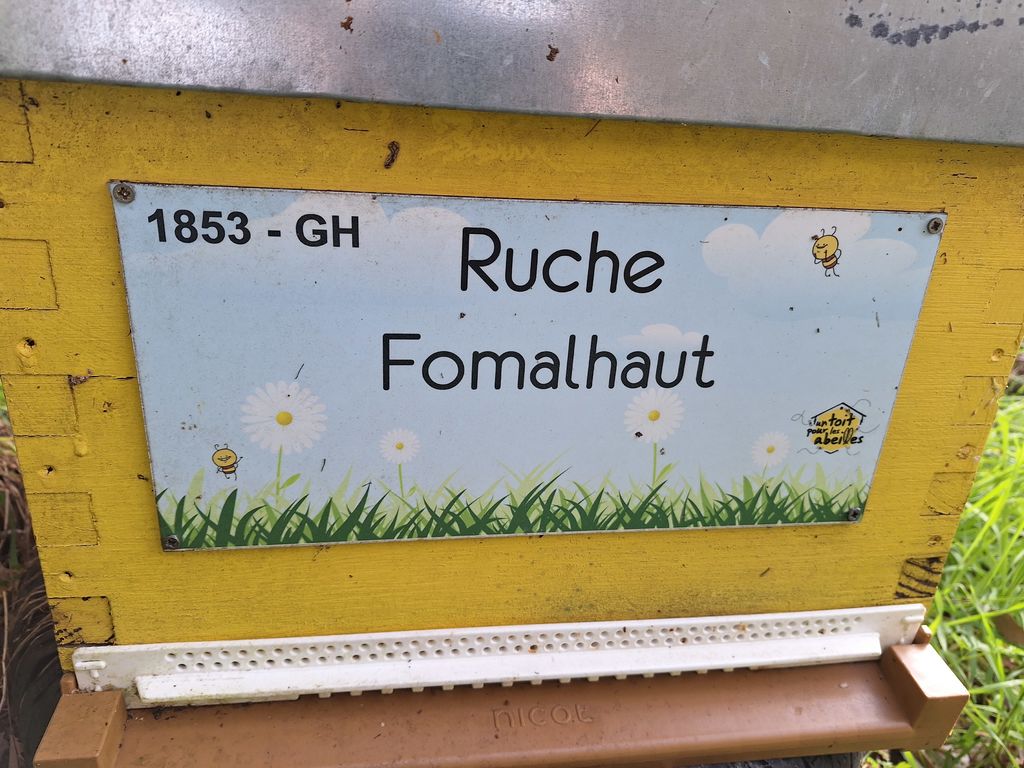 1853 - GH
Ruche
Fomalhaut
un toit
pour les
abeilles
nicot